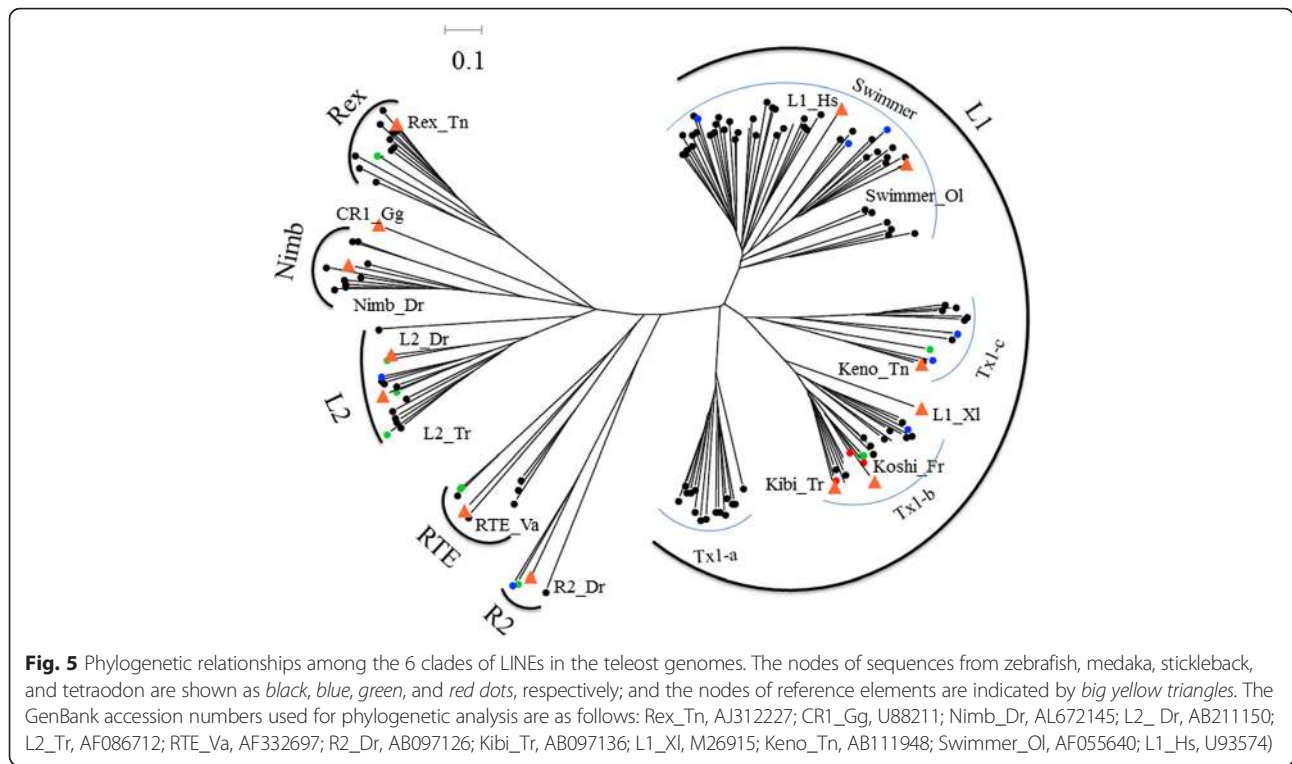 0.1
Rex
Rex_Tn
CR1_Gg
Nimb
Nimb_Dr
L2_Dr
L2
L2_Tr
RTE_Va
RTE
R2_Dr
R2
L1_Hs
Swimmer
L1
Swimmer_Ol
Tx1-c
Keno_Tn
L1_Xl
Koshi_Fr
Kibi_Tr
Tx1-b
Tx1-a
Fig. 5 Phylogenetic relationships among the 6 clades of LINEs in the teleost genomes. The nodes of sequences from zebrafish, medaka, stickleback,
and tetraodon are shown as black, blue, green, and red dots, respectively; and the nodes of reference elements are indicated by big yellow triangles. The
GenBank accession numbers used for phylogenetic analysis are as follows: Rex_Tn, AJ312227; CR1_Gg, U88211; Nimb_Dr, AL672145; L2_ Dr, AB211150;
L2_Tr, AF086712; RTE_Va, AF332697; R2_Dr, AB097126; Kibi_Tr, AB097136; L1_Xl, M26915; Keno_Tn, AB111948; Swimmer_Ol, AF055640; L1_Hs, U93574)